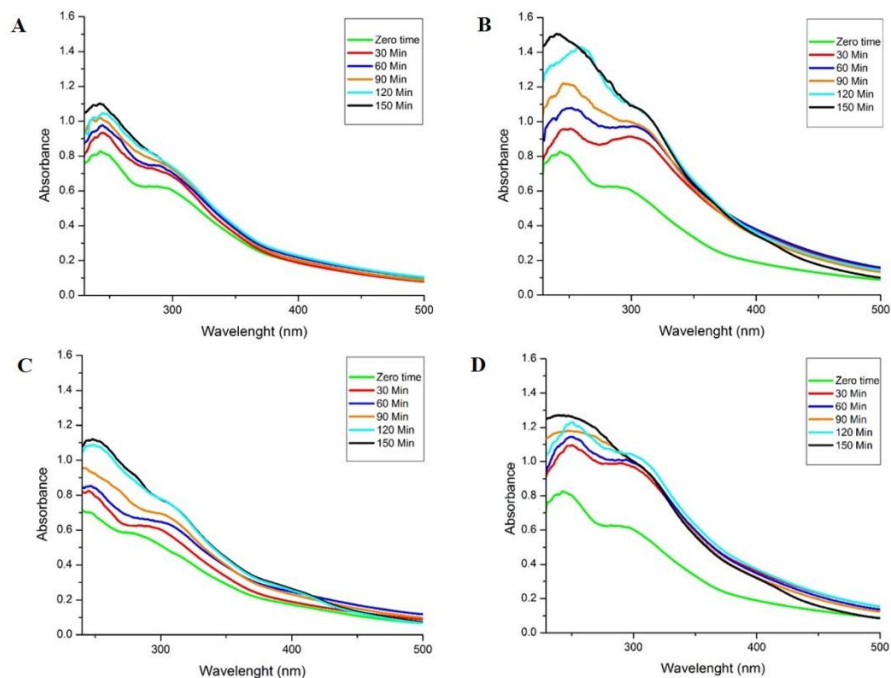 A
Absorbance
1.6
1.4
1.2
1.0
0.8
0.6
0.4
0.2
0.0
300
400
500
Wavelenght (nm)
Zero time
30 Min
60 Min
90 Min
120 Min
150 Min
B
Absorbance
1.6
1.4
1.2
1.0
0.8
0.6
0.4
0.2
0.0
300
400
500
Wavelenght (nm)
Zero time
30 Min
60 Min
90 Min
120 Min
150 Min
C
Absorbance
1.6
1.4
1.2
1.0
0.8
0.6
0.4
0.2
0.0
300
400
500
Wavelenght (nm)
Zero time
30 Min
60 Min
90 Min
120 Min
150 Min
D
Absorbance
1.6
1.4
1.2
1.0
0.8
0.6
0.4
0.2
0.0
300
400
500
Wavelenght (nm)
Zero time
30 Min
60 Min
90 Min
120 Min
150 Min